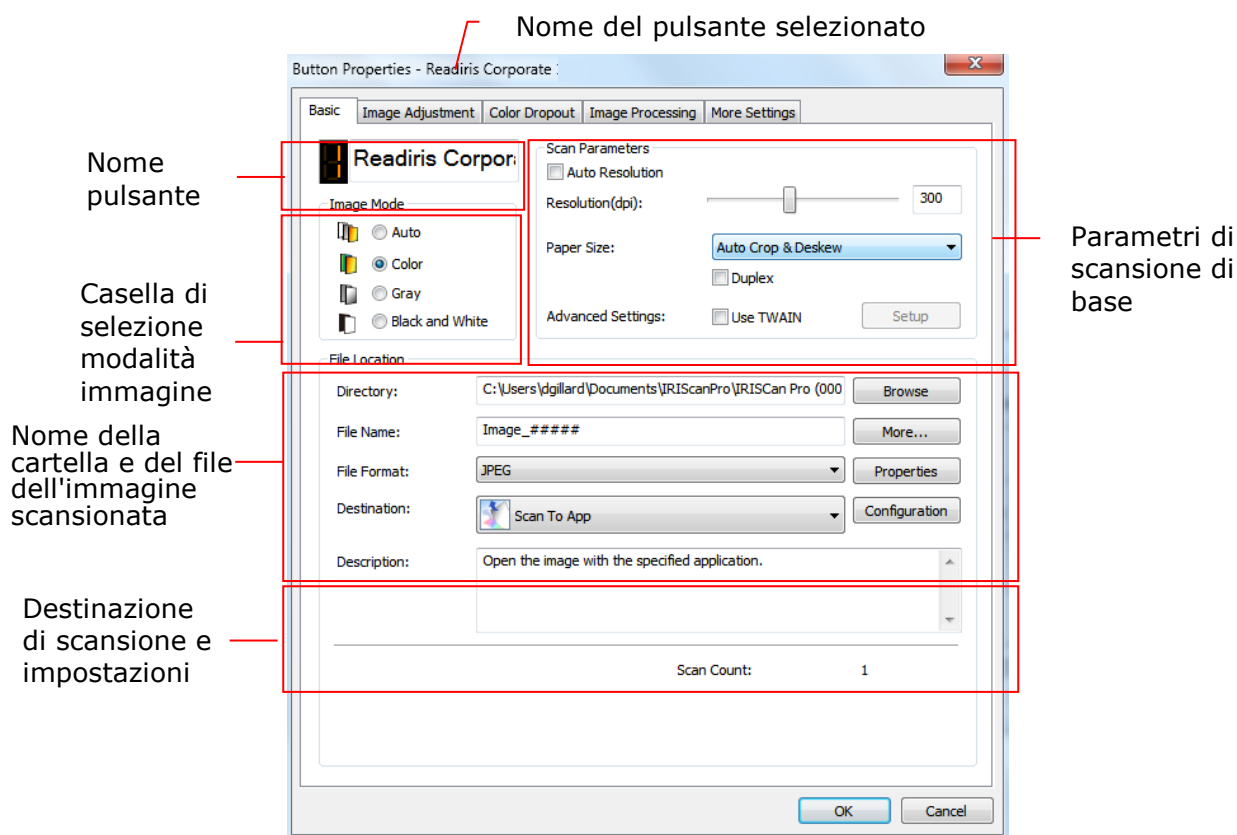 Nome del pulsante selezionato
Button Properties - Readiris Corporate
Basic Image Adjustment Color Dropout Image Processing More Settings
Nome
pulsante
Readiris Corpor
Image Mode
Auto
Color
Gray
Black and White
Casella di
selezione
modalità
immagine
Scan Parameters
Auto Resolution
Resolution(dpi): 300
Paper Size: Auto Crop & Deskew
Duplex
Advanced Settings: Use TWAIN Setup
Parametri di
scansione di
base
File Location
Directory: C:\Users\dgillard\Documents\IRIScanPro\IRISCan Pro (000 Browse
File Name: Image_##### More...
File Format: JPEG Properties
Destination: Scan To App Configuration
Description: Open the image with the specified application.
Nome della
cartella e del file
dell'immagine
scansionata
Destinazione
di scansione e
impostazioni
Scan Count: 1
OK Cancel